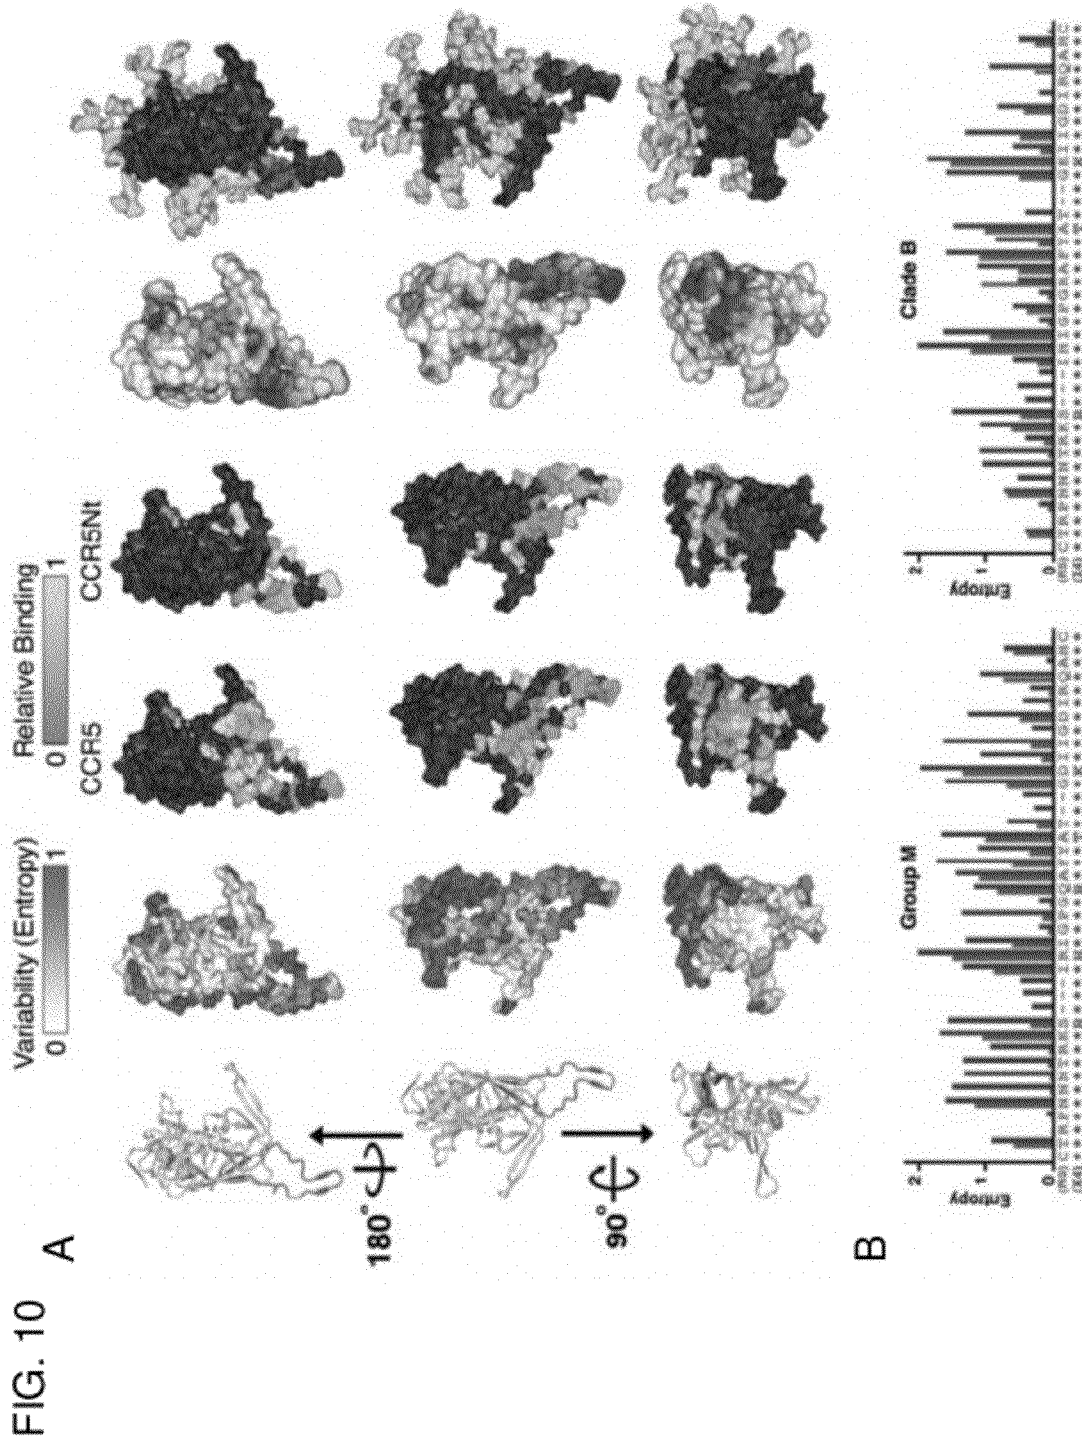 FIG. 10
A
Variability (Entropy)
0 1
Relative Binding
0 1
CCR5 CCR5Nt
180°
90°
B
Group M
Entropy
2
1
0
Clade B
Entropy
2
1
0